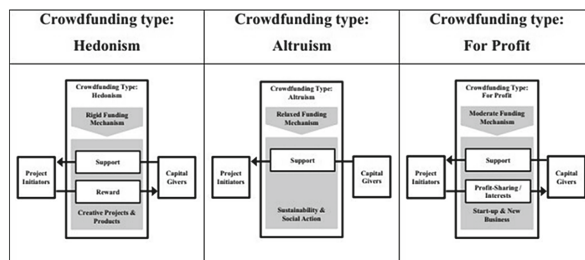 Crowdfunding type:
Hedonism
Crowdfunding type:
Altruism
Crowdfunding type:
For Profit
Crowdfunding Type:
Hedonism
Rigid Funding
Mechanism
Project
Initiators
Support
Reward
Capital
Givers
Creative Projects &
Products
Crowdfunding Type:
Altruism
Relaxed Funding
Mechanism
Project
Initiators
Support
Capital
Givers
Sustainability &
Social Action
Crowdfunding Type:
For Profit
Moderate Funding
Mechanism
Project
Initiators
Support
Profit-Sharing /
Interests
Capital
Givers
Start-up & New
Business